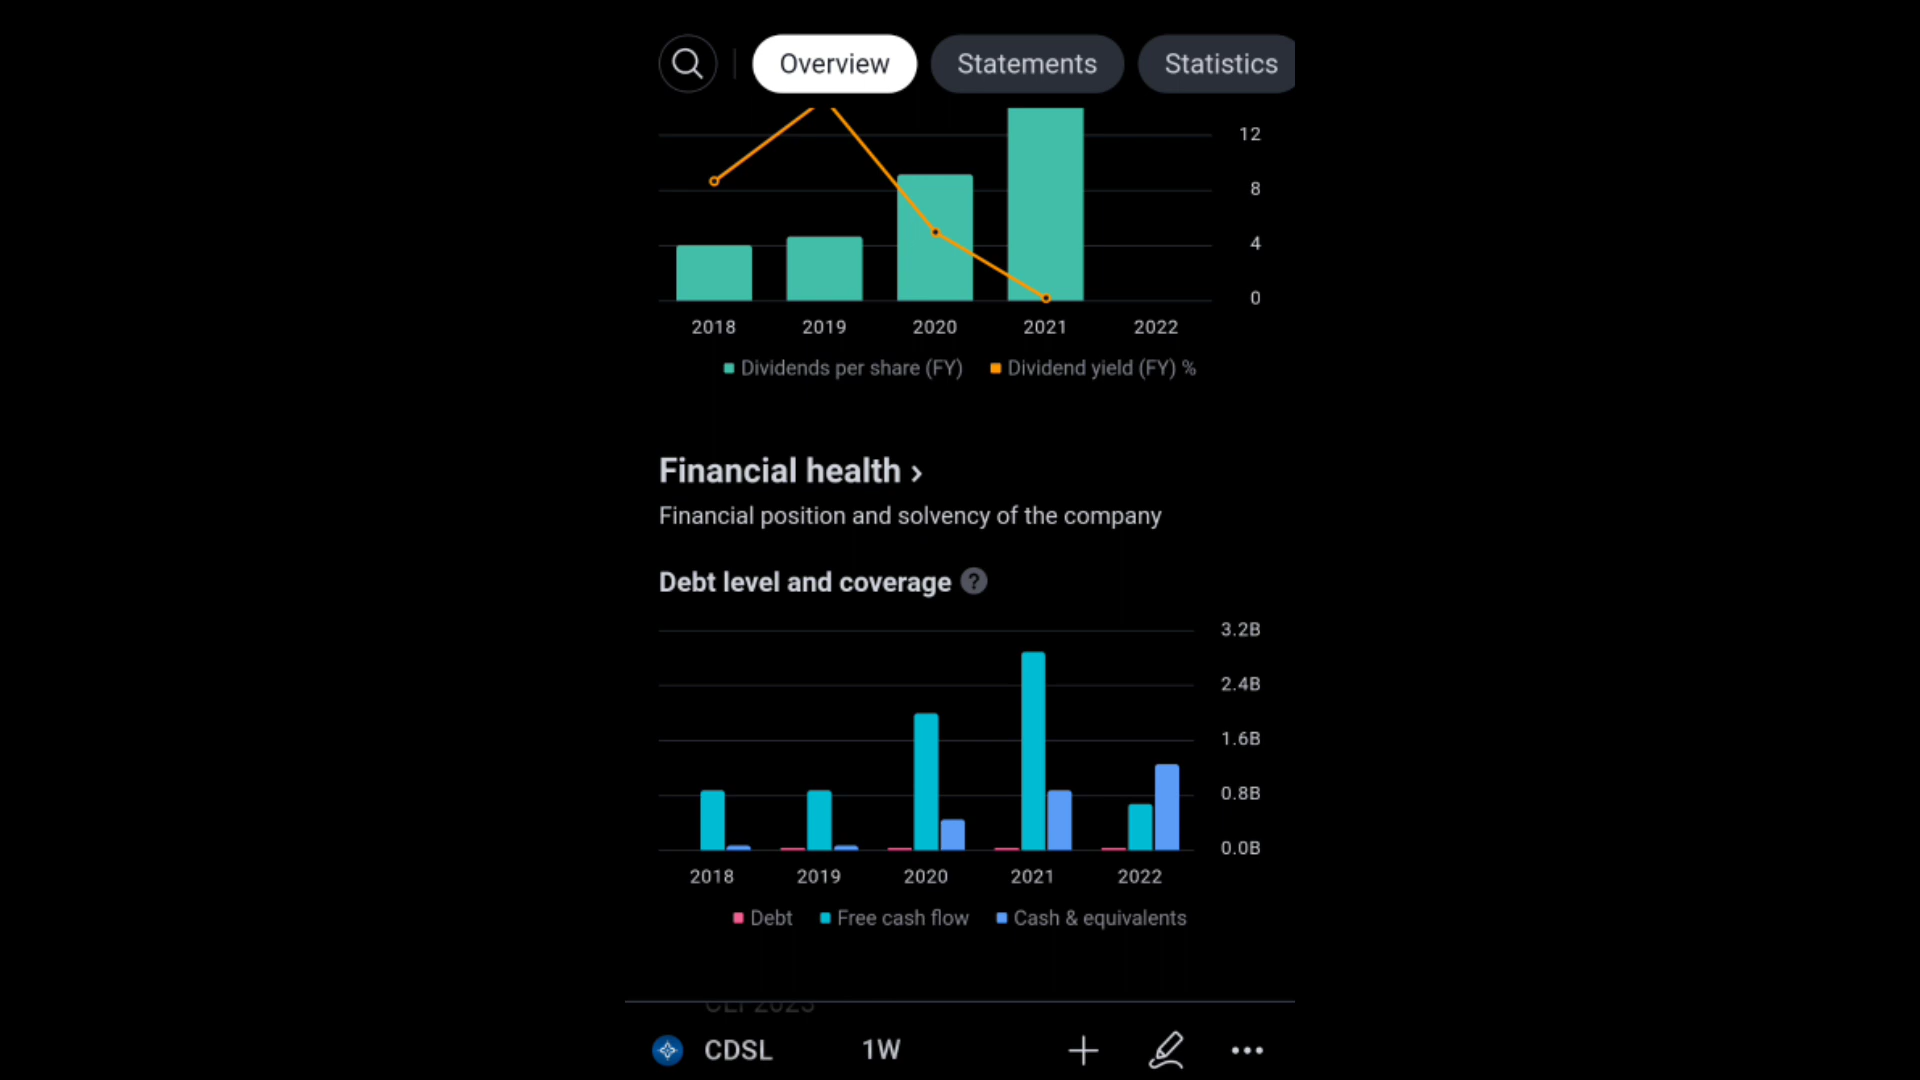 Overview Statements Statistics
12
8
4
0
2018 2019 2020 2021 2022
Dividends per share (FY) Dividend yield (FY) %
Financial health ›
Financial position and solvency of the company
Debt level and coverage ?
3.2B
2.4B
1.6B
0.8B
0.0B
2018 2019 2020 2021 2022
Debt Free cash flow Cash & equivalents
CDSL 1W